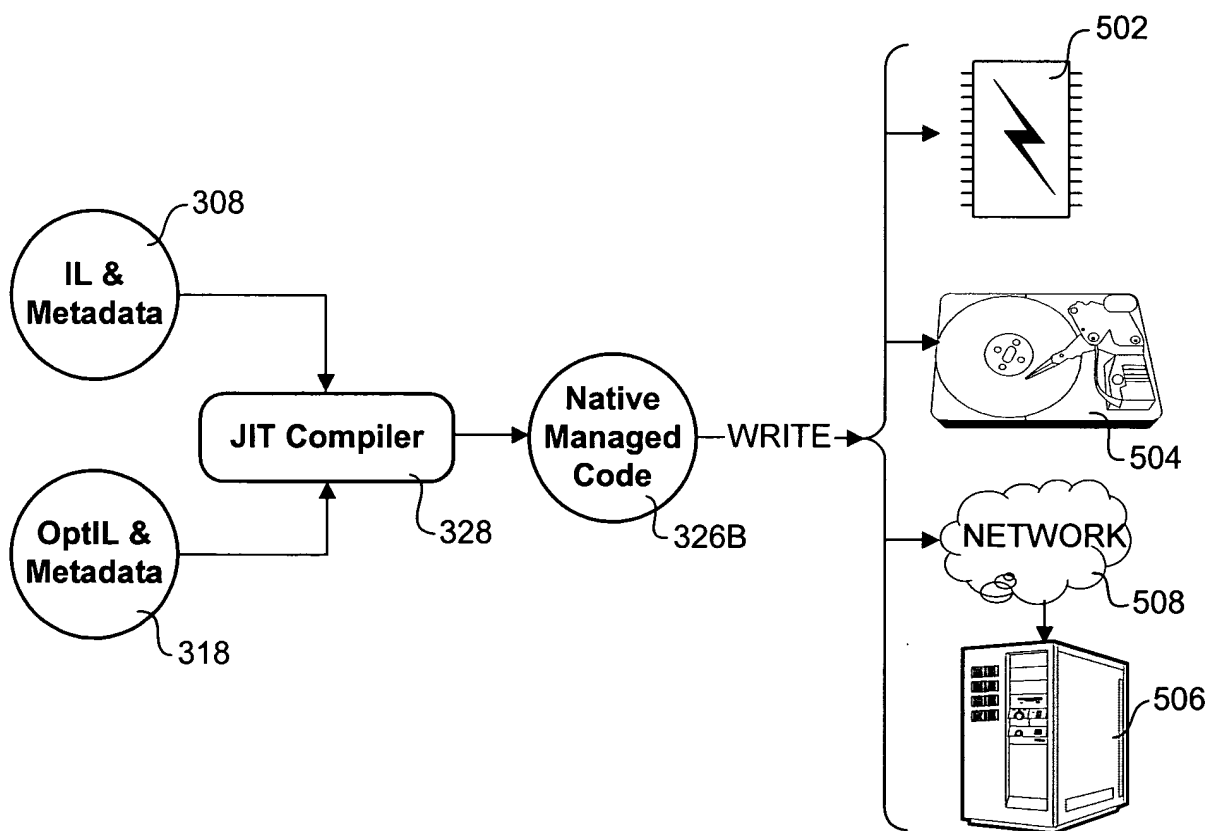 502
308
IL &
Metadata
504
JIT Compiler
Native
Managed
Code
WRITE
328
326B
OptIL &
Metadata
318
NETWORK
508
506